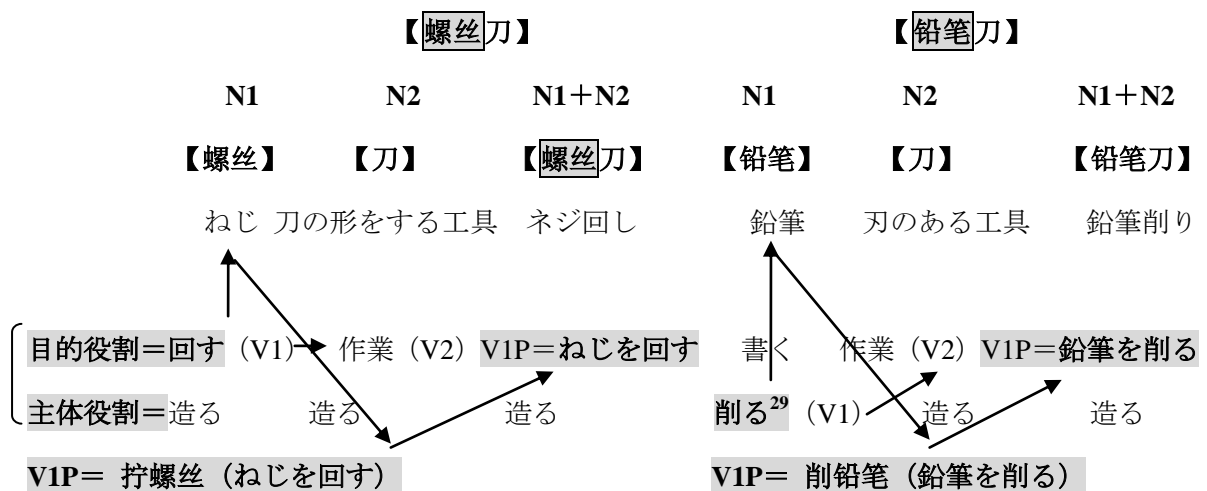 【螺丝刀】 【铅笔刀】
N1 N2 N1＋N2 N1 N2 N1＋N2
【螺丝】 【刀】 【螺丝刀】 【铅笔】 【刀】 【铅笔刀】
ねじ 刀の形をする工具 ネジ回し 鉛筆 刃のある工具 鉛筆削り
目的役割＝回す（V1） 作業（V2） V1P＝ねじを回す 書く 作業（V2） V1P＝鉛筆を削る
主体役割＝造る 造る 造る 削る29（V1） 造る 造る
V1P＝ 拧螺丝（ねじを回す） V1P＝ 削铅笔（鉛筆を削る）